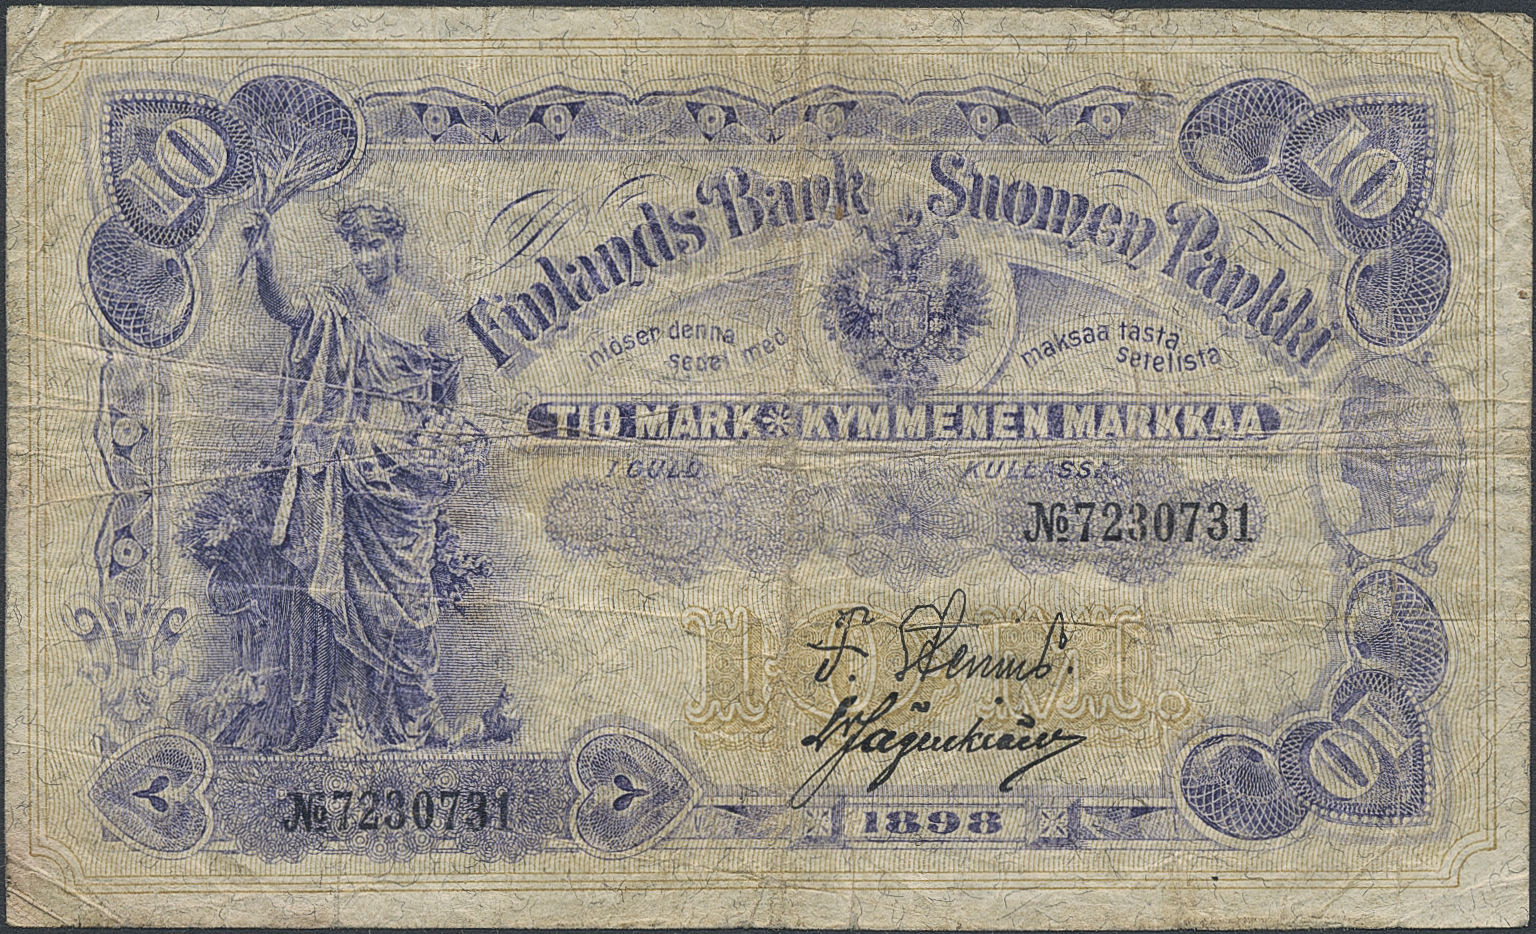 10
10
Finlands Bank Suomen Pankki
inlöser denna
sedel med
maksaa tästä
setelistä
TIO MARK KYMMENEN MARKKAA
I GULD KULLASSA
№7230731
10 M.
10
№7230731
1898